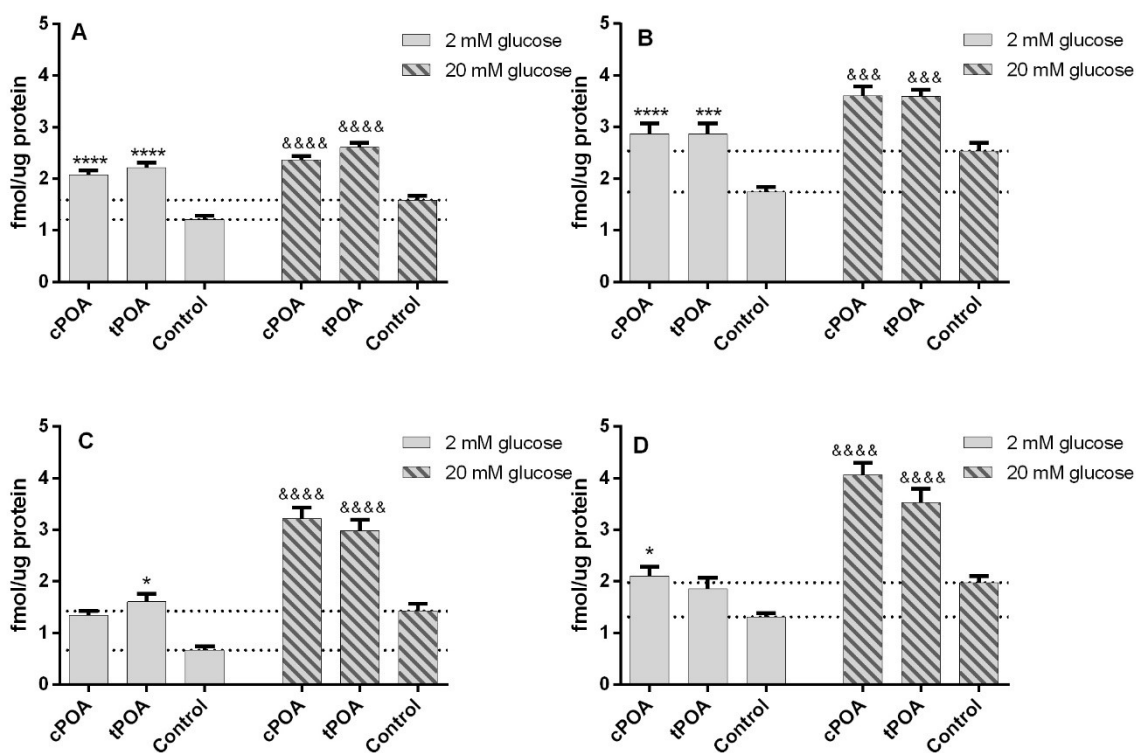 A
2 mM glucose
20 mM glucose
fmol/ug protein
5
4
3
2
1
0
**** **** &&&& &&&&
cPOA tPOA Control cPOA tPOA Control
B
2 mM glucose
20 mM glucose
fmol/ug protein
5
4
3
2
1
0
**** *** &&& &&&
cPOA tPOA Control cPOA tPOA Control
C
2 mM glucose
20 mM glucose
fmol/ug protein
5
4
3
2
1
0
* &&&& &&&&
cPOA tPOA Control cPOA tPOA Control
D
2 mM glucose
20 mM glucose
fmol/ug protein
5
4
3
2
1
0
* &&&& &&&&
cPOA tPOA Control cPOA tPOA Control